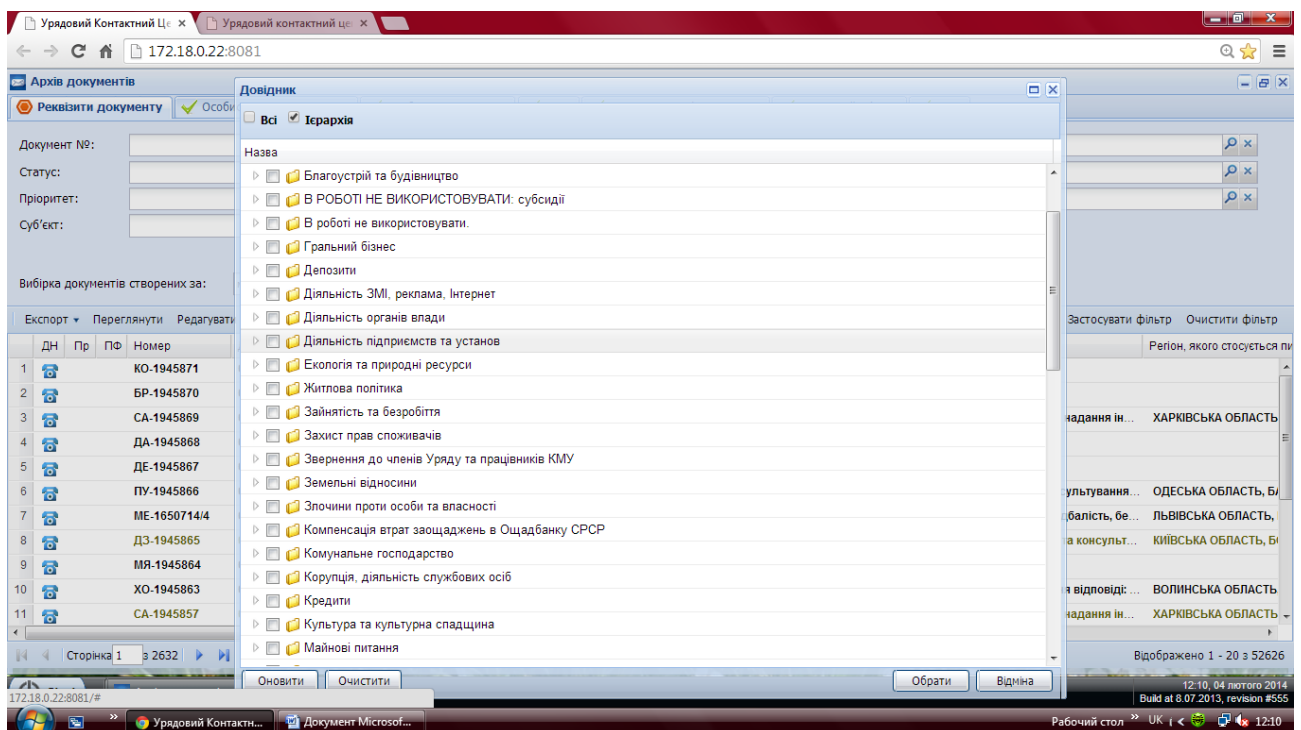 Урядовий Контактний Це
Урядовий контактний це
172.18.0.22:8081
Архів документів
Реквізити документу
Особи
Документ №:
Статус:
Пріоритет:
Суб'єкт:
Вибірка документів створених за:
Експорт Переглянути Редагувати
Застосувати фільтр Очистити фільтр
ДН Пр ПФ Номер
Регіон, якого стосується пи
1 КО-1945871
2 БР-1945870
3 СА-1945869 надання ін... ХАРКІВСЬКА ОБЛАСТЬ
4 ДА-1945868
5 ДЕ-1945867
6 ПУ-1945866 ультування... ОДЕСЬКА ОБЛАСТЬ,
7 МЕ-1650714/4 дбалість, бе... ЛЬВІВСЬКА ОБЛАСТЬ,
8 ДЗ-1945865 а консульт... КИЇВСЬКА ОБЛАСТЬ,
9 МЯ-1945864
10 ХО-1945863 я відповіді: ... ВОЛИНСЬКА ОБЛАСТЬ
11 СА-1945857 надання ін... ХАРКІВСЬКА ОБЛАСТЬ
Сторінка 1 з 2632
Відображено 1 - 20 з 52626
Довідник
Всі Ієрархія
Назва
Благоустрій та будівництво
В РОБОТІ НЕ ВИКОРИСТОВУВАТИ: субсидії
В роботі не використовувати.
Гральний бізнес
Депозити
Діяльність ЗМІ, реклама, Інтернет
Діяльність органів влади
Діяльність підприємств та установ
Екологія та природні ресурси
Житлова політика
Зайнятість та безробіття
Захист прав споживачів
Звернення до членів Уряду та працівників КМУ
Земельні відносини
Злочини проти особи та власності
Компенсація втрат заощаджень в Ощадбанку СРСР
Комунальне господарство
Корупція, діяльність службових осіб
Кредити
Культура та культурна спадщина
Майнові питання
Оновити Очистити Обрати Відміна
172.18.0.22:8081/#
12:10, 04 лютого 2014
Build at 8.07.2013, revision #555
Урядовий Контактн...
Документ Microsof...
Рабочий стол
UK
12:10